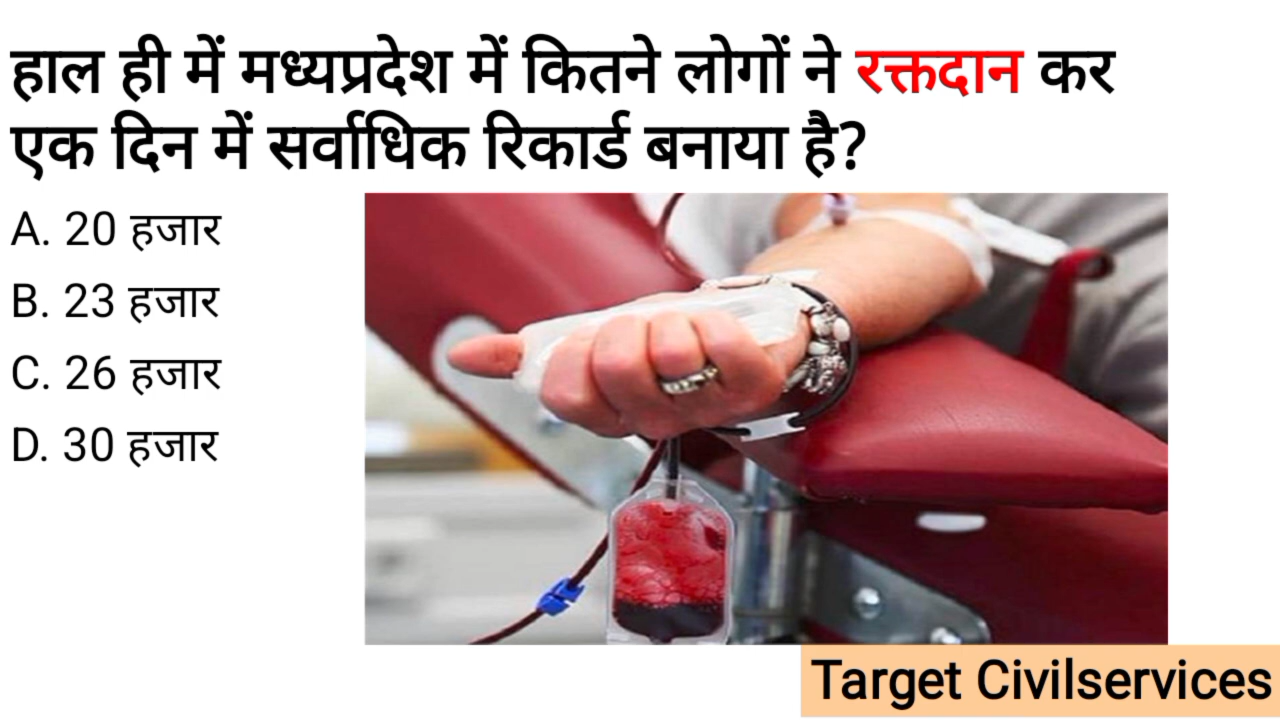 हाल ही में मध्यप्रदेश में कितने लोगों ने रक्तदान कर
एक दिन में सर्वाधिक रिकार्ड बनाया है?
A. 20 हजार
B. 23 हजार
C. 26 हजार
D. 30 हजार
Target Civilservices